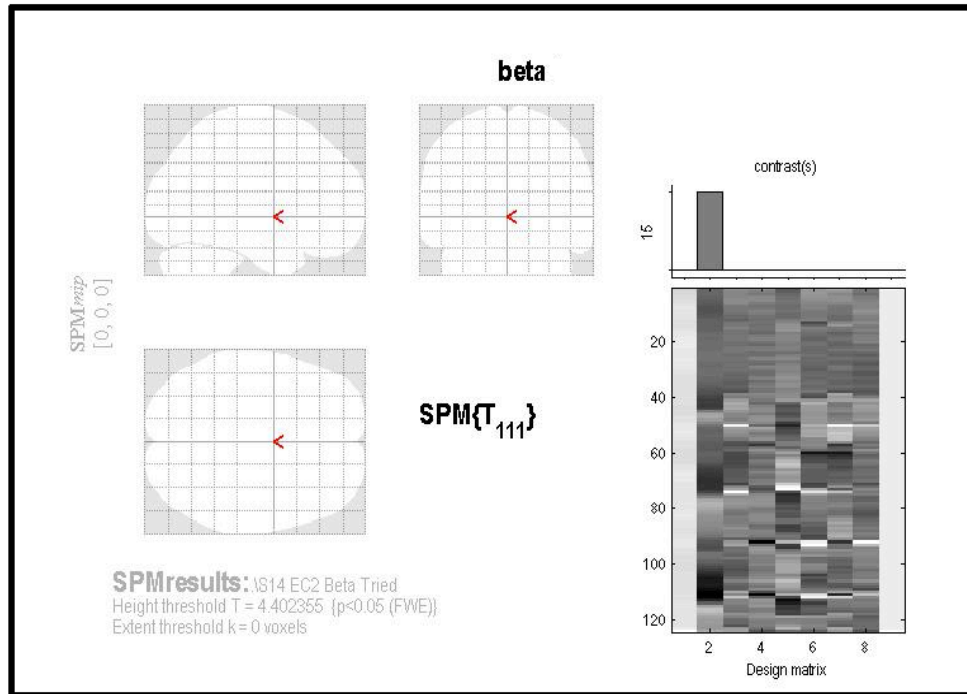 beta
SPMmip
[0, 0, 0]
SPM{T111}
SPMresults: .\S14 EC2 Beta Tried
Height threshold T = 4.402355 {p<0.05 (FWE)}
Extent threshold k = 0 voxels
contrast(s)
15
20
40
60
80
100
120
2 4 6 8
Design matrix